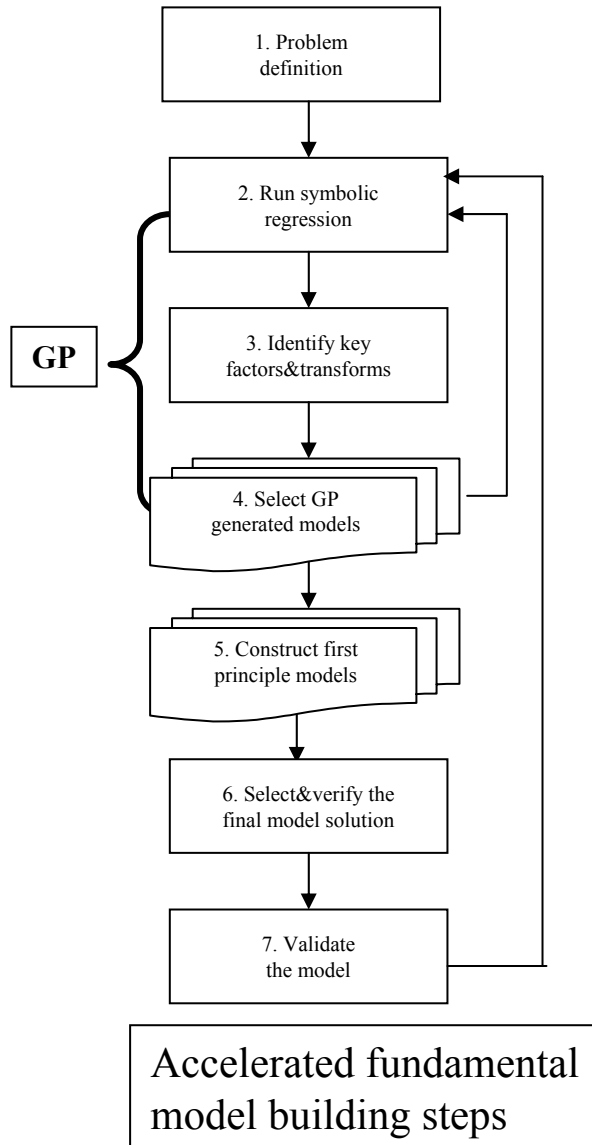 1. Problem
definition
2. Run symbolic
regression
GP
3. Identify key
factors&transforms
4. Select GP
generated models
5. Construct first
principle models
6. Select&verify the
final model solution
7. Validate
the model
Accelerated fundamental
model building steps